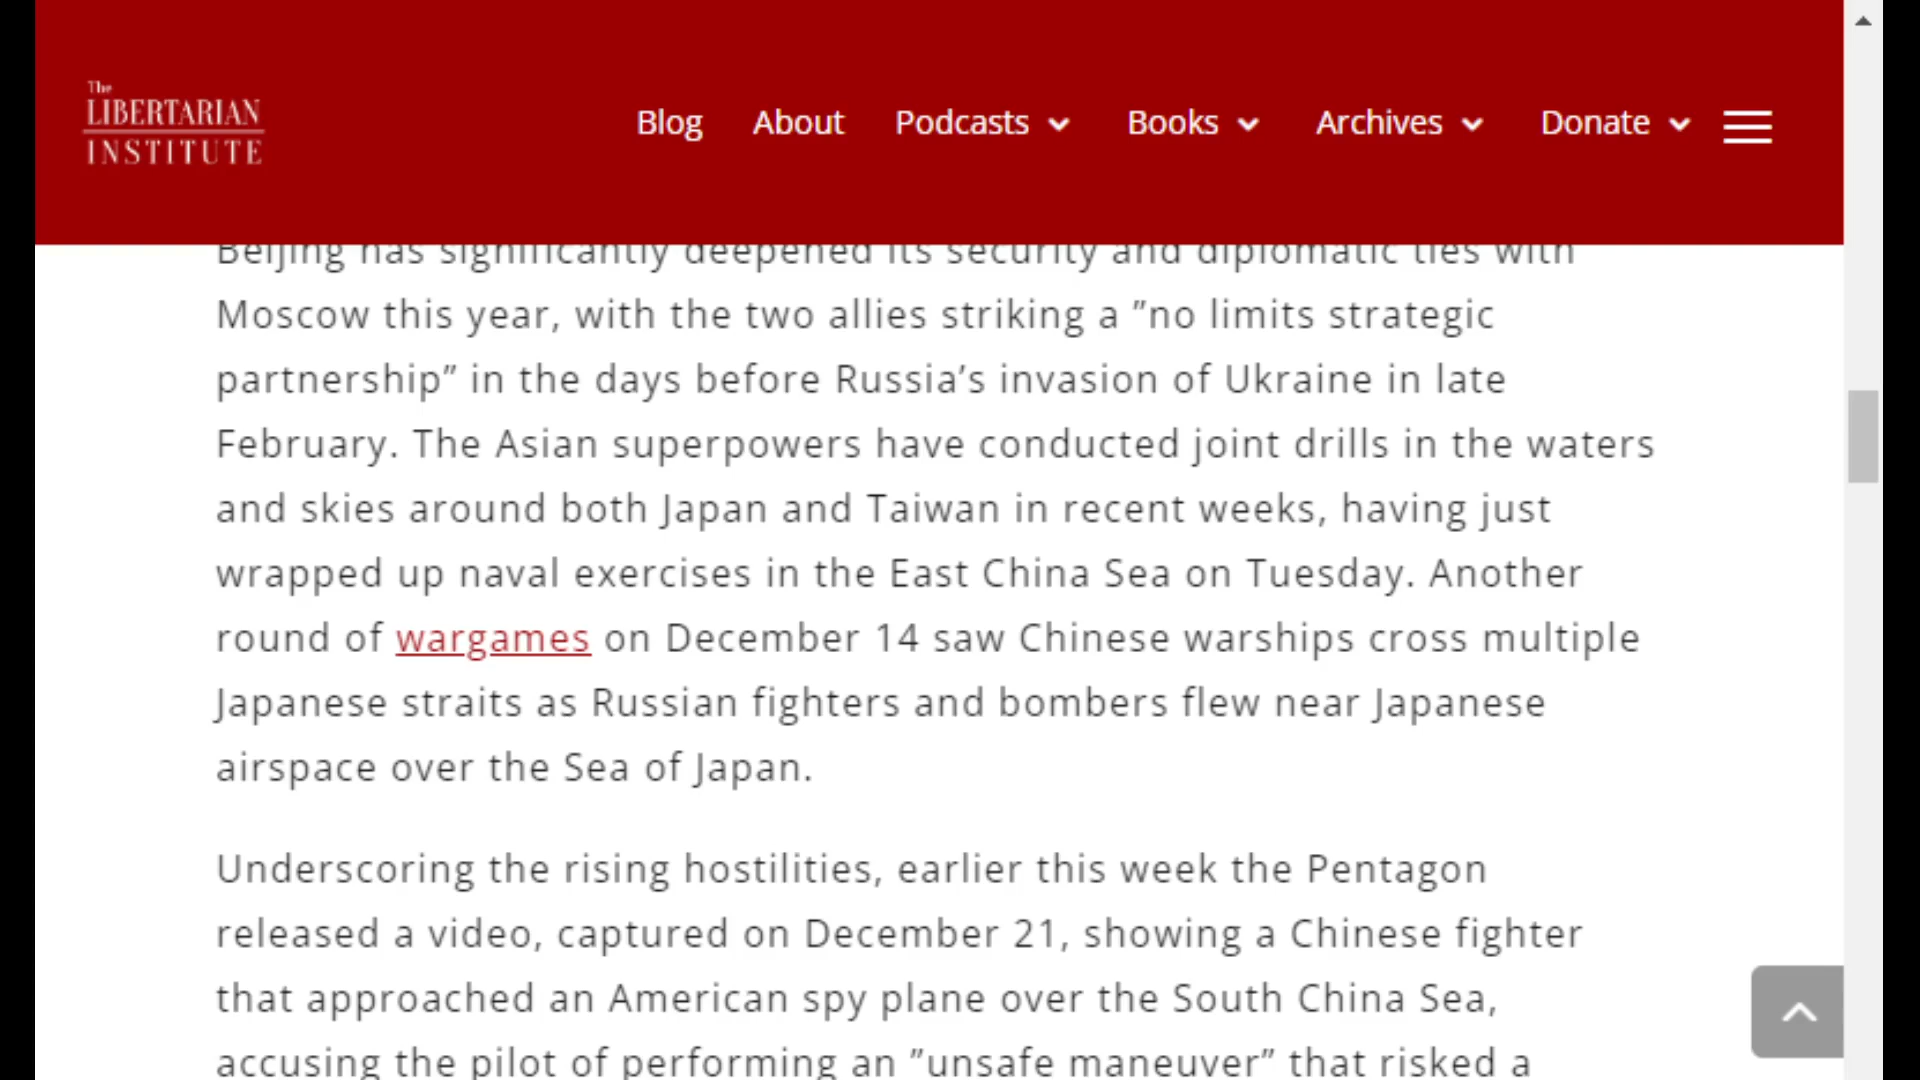 The
LIBERTARIAN
INSTITUTE
Blog
About
Podcasts
Books
Archives
Donate
Beijing has significantly deepened its security and diplomatic ties with
Moscow this year, with the two allies striking a ”no limits strategic
partnership” in the days before Russia’s invasion of Ukraine in late
February. The Asian superpowers have conducted joint drills in the waters
and skies around both Japan and Taiwan in recent weeks, having just
wrapped up naval exercises in the East China Sea on Tuesday. Another
round of wargames on December 14 saw Chinese warships cross multiple
Japanese straits as Russian fighters and bombers flew near Japanese
airspace over the Sea of Japan.
Underscoring the rising hostilities, earlier this week the Pentagon
released a video, captured on December 21, showing a Chinese fighter
that approached an American spy plane over the South China Sea,
accusing the pilot of performing an ”unsafe maneuver” that risked a